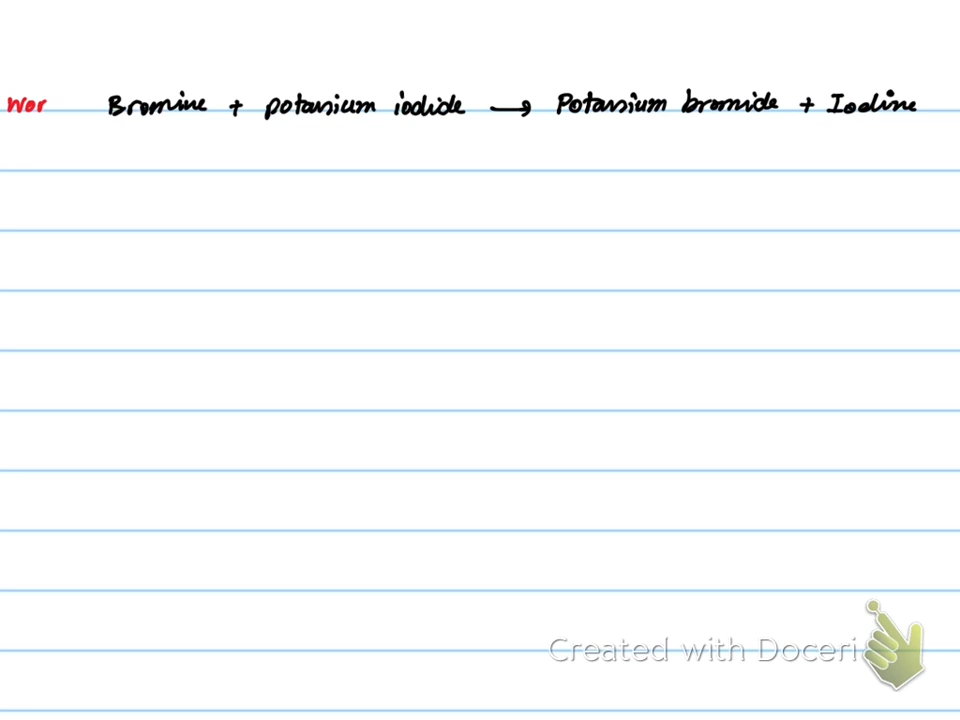 Wor Bromine + potassium iodide → Potassium bromide + Iodine
Created with Doceri